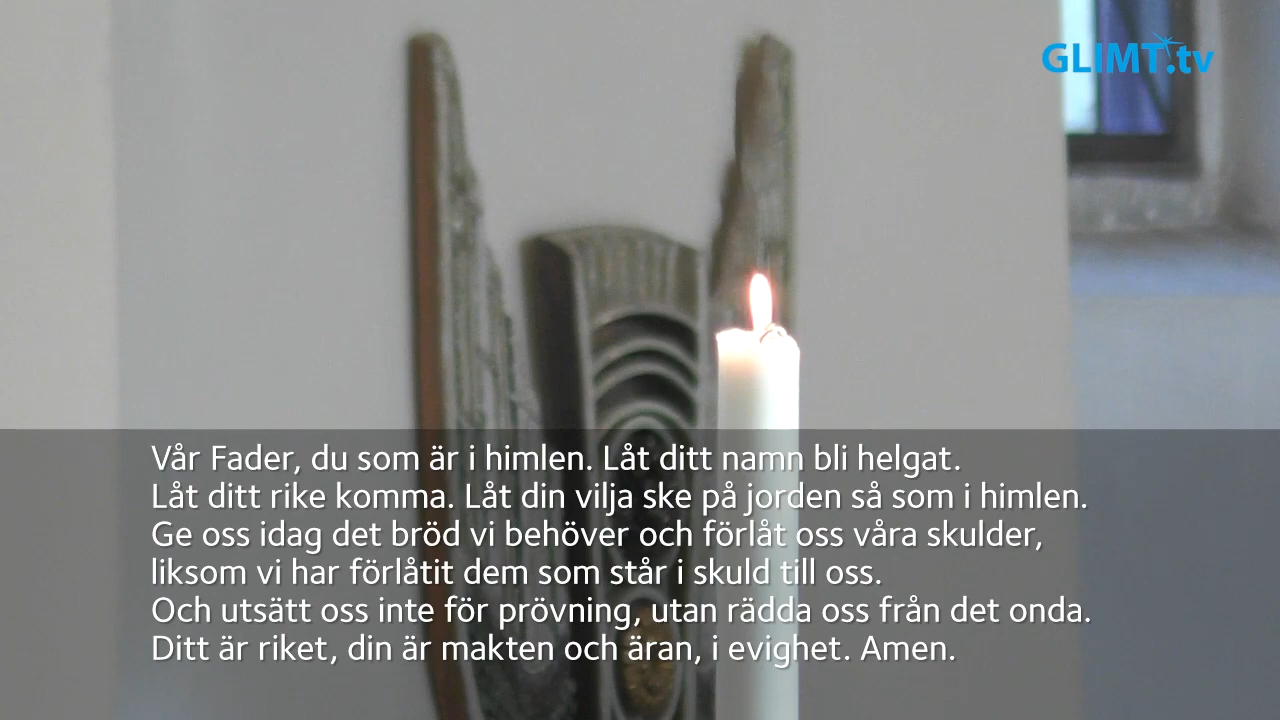 GLIMT.tv
Vår Fader, du som är i himlen. Låt ditt namn bli helgat.
Låt ditt rike komma. Låt din vilja ske på jorden så som i himlen.
Ge oss idag det bröd vi behöver och förlåt oss våra skulder,
liksom vi har förlåtit dem som står i skuld till oss.
Och utsätt oss inte för prövning, utan rädda oss från det onda.
Ditt är riket, din är makten och äran, i evighet. Amen.